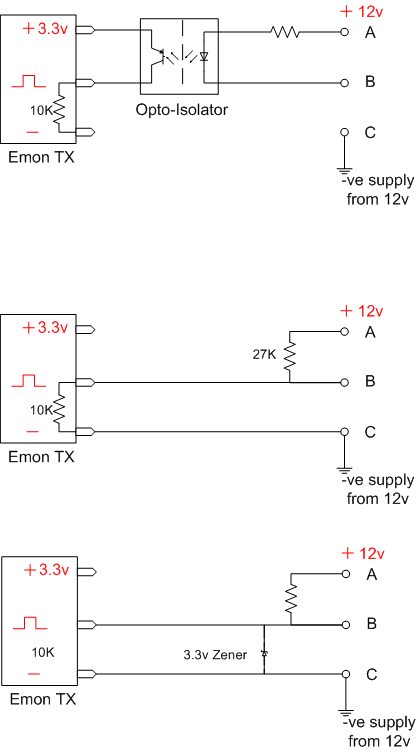 + 12v
+3.3v
A
10K
B
Opto-Isolator
C
Emon TX
-ve supply
from 12v
+ 12v
+3.3v
A
27K
B
10K
C
Emon TX
-ve supply
from 12v
+ 12v
+3.3v
A
B
10K
3.3v Zener
C
Emon TX
-ve supply
from 12v